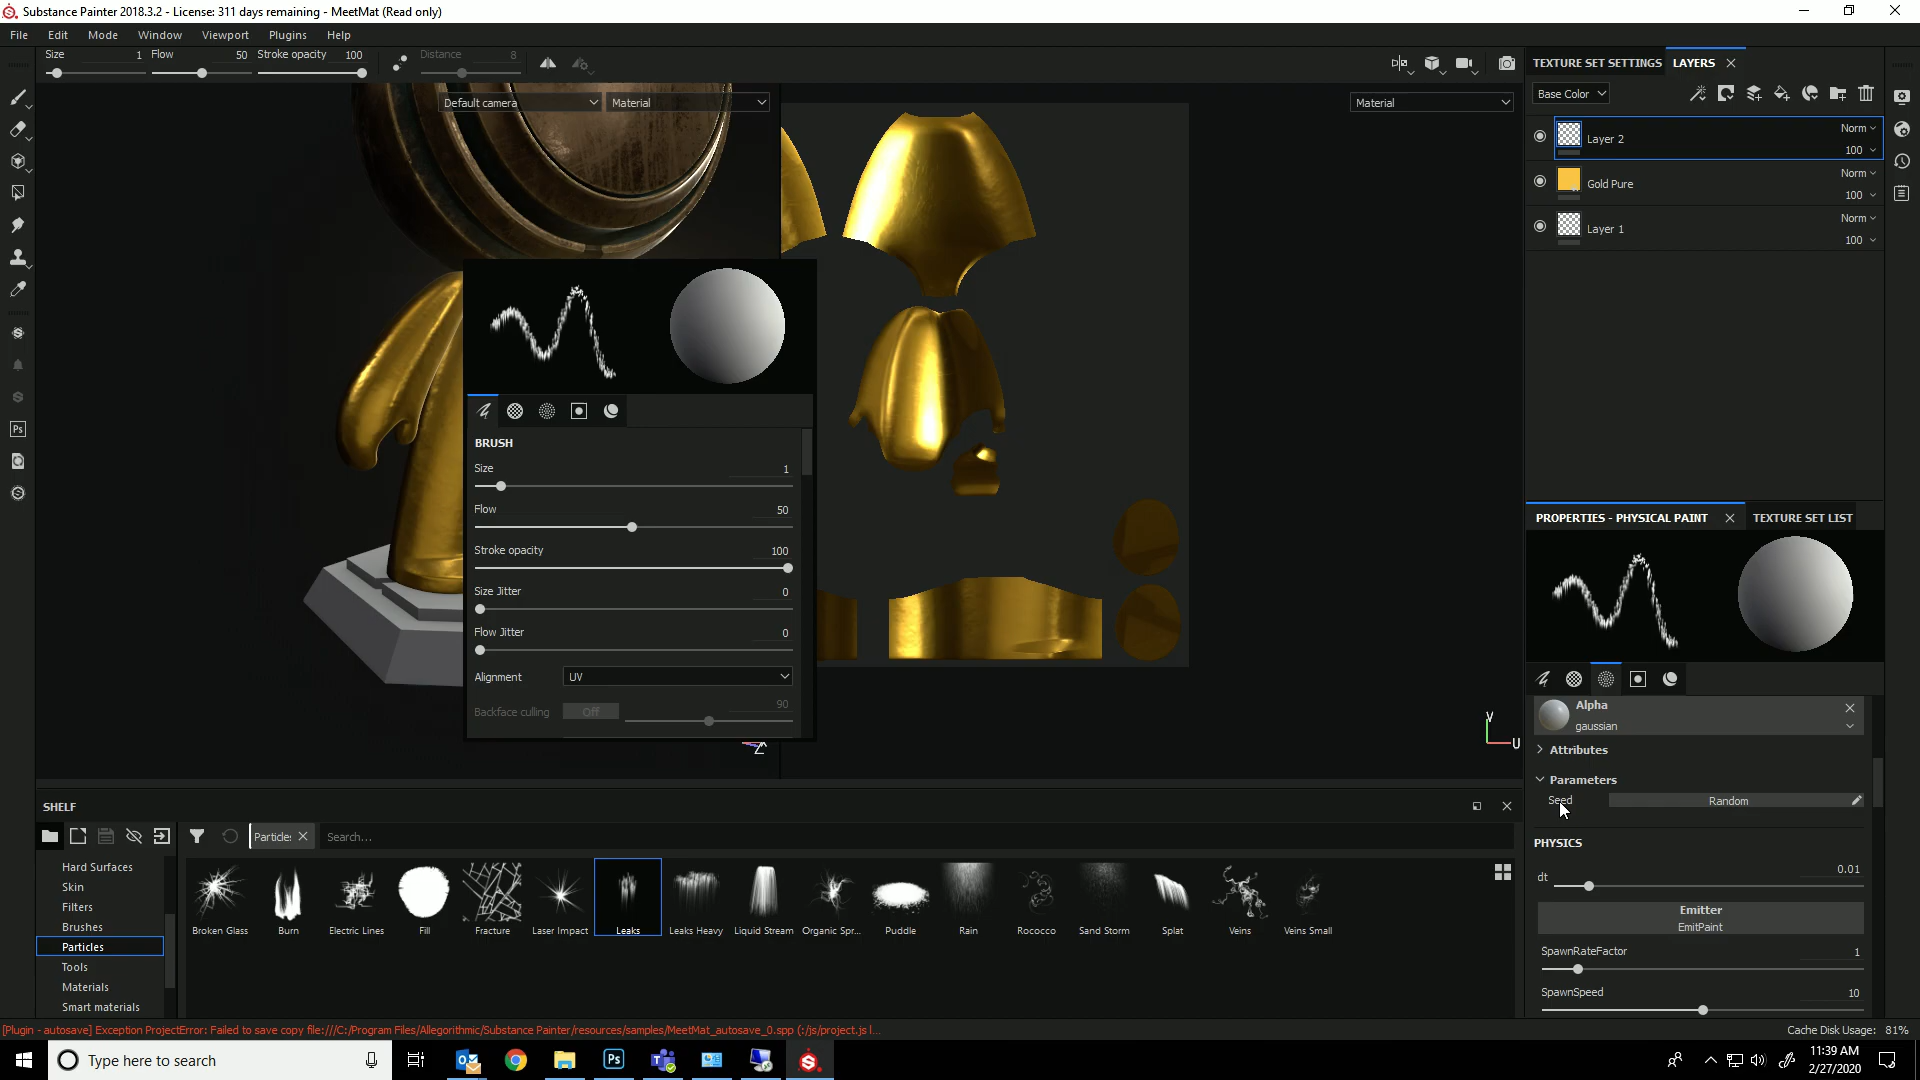 Substance Painter 2018.3.2 - License: 311 days remaining - MeetMat (Read only)
File Edit Mode Window Viewport Plugins Help
Size 1 Flow 50 Stroke opacity 100 Distance 8
Default camera Material Material
TEXTURE SET SETTINGS LAYERS
Base Color
Layer 2 Norm 100
Gold Pure Norm 100
Layer 1 Norm 100
BRUSH
Size 1
Flow 50
Stroke opacity 100
Size Jitter 0
Flow Jitter 0
Alignment UV
Backface culling Off 90
Z
V
U
PROPERTIES - PHYSICAL PAINT TEXTURE SET LIST
Alpha
gaussian
Attributes
Parameters
Seed Random
PHYSICS
dt 0.01
Emitter
EmitPaint
SpawnRateFactor 1
SpawnSpeed 10
SHELF
Particles Search...
Hard Surfaces
Skin
Filters
Brushes
Particles
Tools
Materials
Smart materials
Broken Glass Burn Electric Lines Fill Fracture Laser Impact Leaks Leaks Heavy Liquid Stream Organic Spr... Puddle Rain Rococco Sand Storm Splat Veins Veins Small
[Plugin - autosave] Exception ProjectError: Failed to save copy file:///C:/Program Files/Allegorithmic/Substance Painter/resources/samples/MeetMat_autosave_0.spp (:/js/project.js l...
Cache Disk Usage: 81%
Type here to search
Ps
11:39 AM
2/27/2020